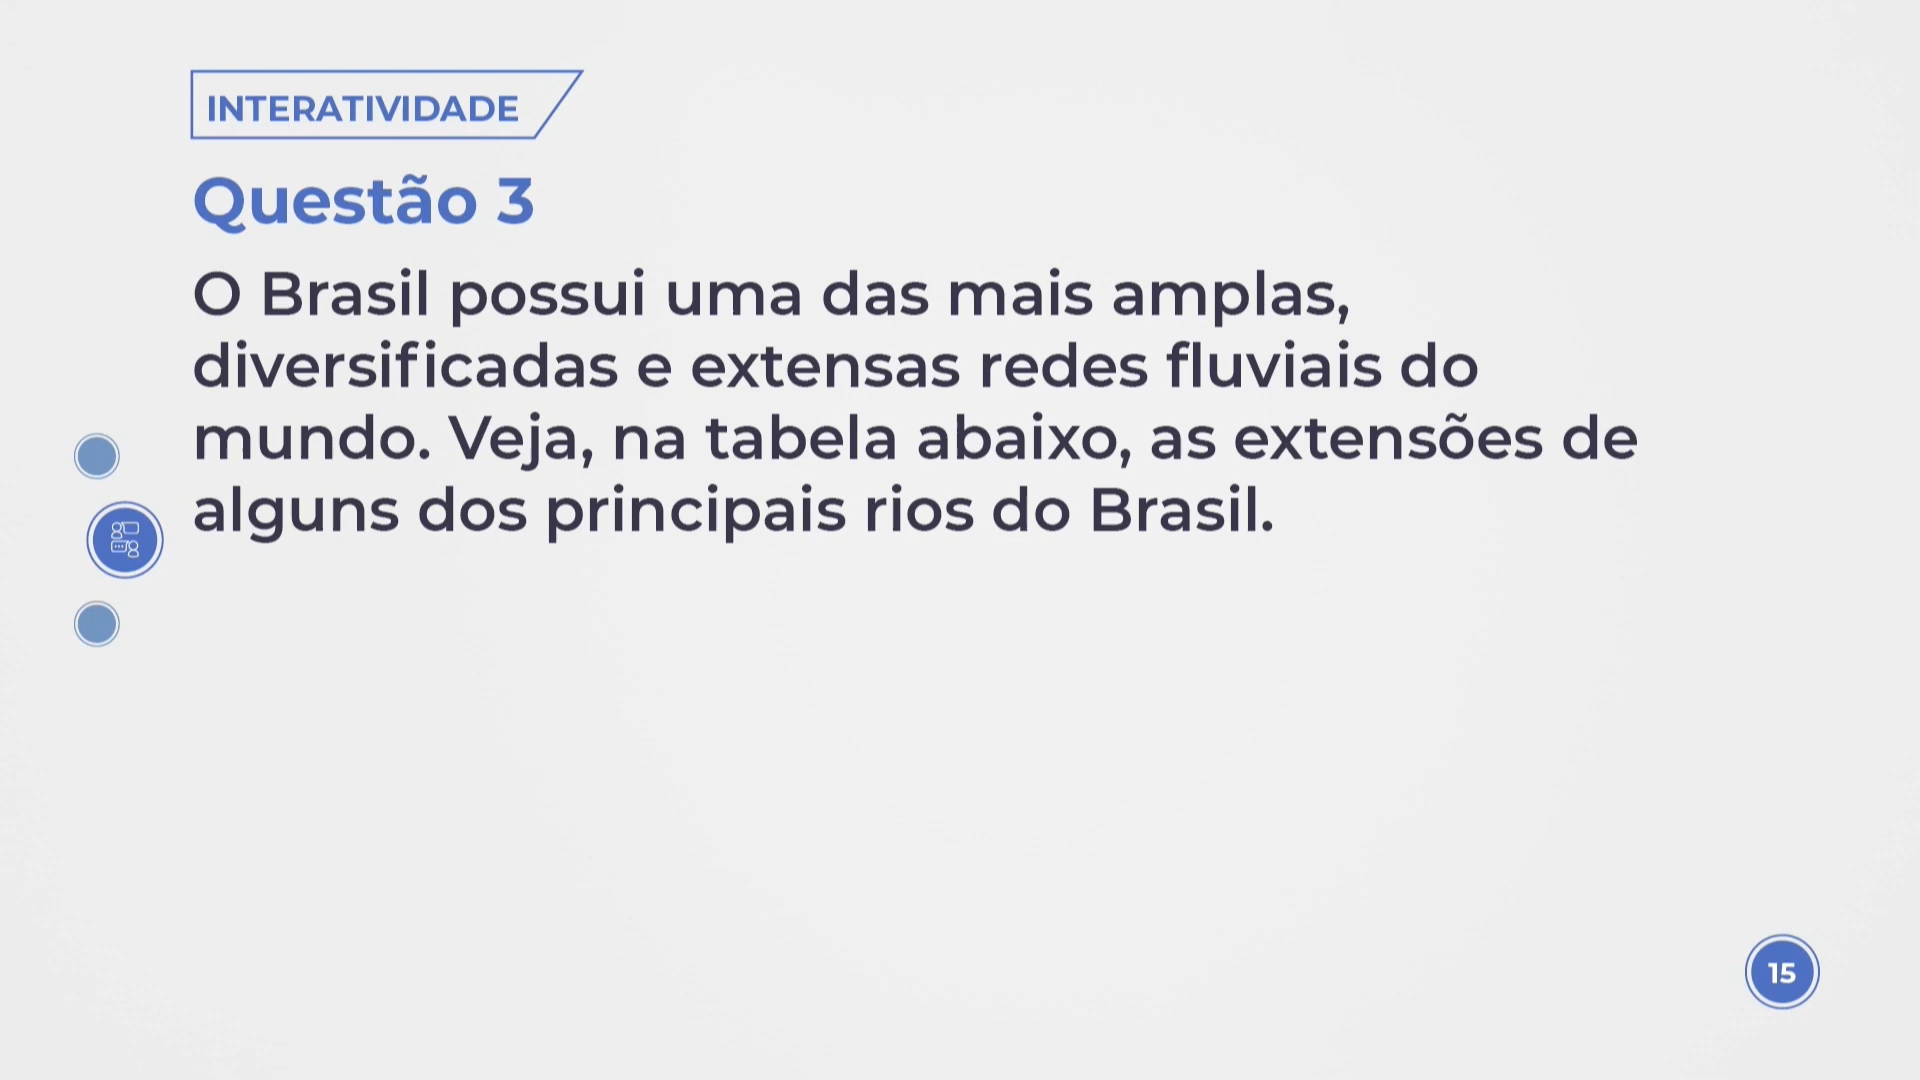 INTERATIVIDADE
Questão 3
O Brasil possui uma das mais amplas,
diversificadas e extensas redes fluviais do
mundo. Veja, na tabela abaixo, as extensões de
alguns dos principais rios do Brasil.
15